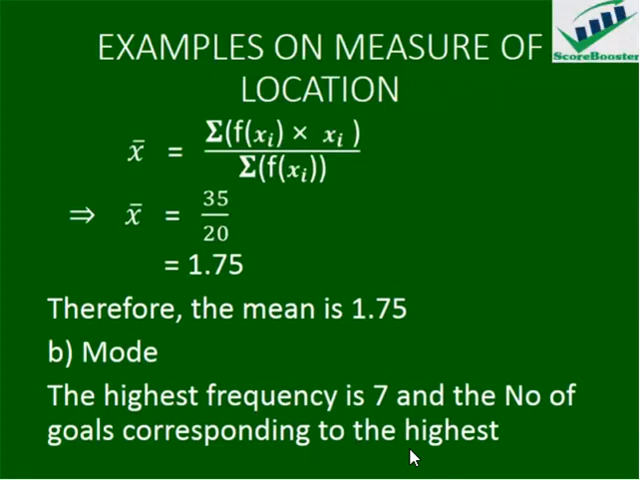 EXAMPLES ON MEASURE OF
LOCATION
ScoreBooster
x̄ = Σ(f(xᵢ) × xᵢ ) / Σ(f(xᵢ))
⇒ x̄ = 35/20
= 1.75
Therefore, the mean is 1.75
b) Mode
The highest frequency is 7 and the No of
goals corresponding to the highest